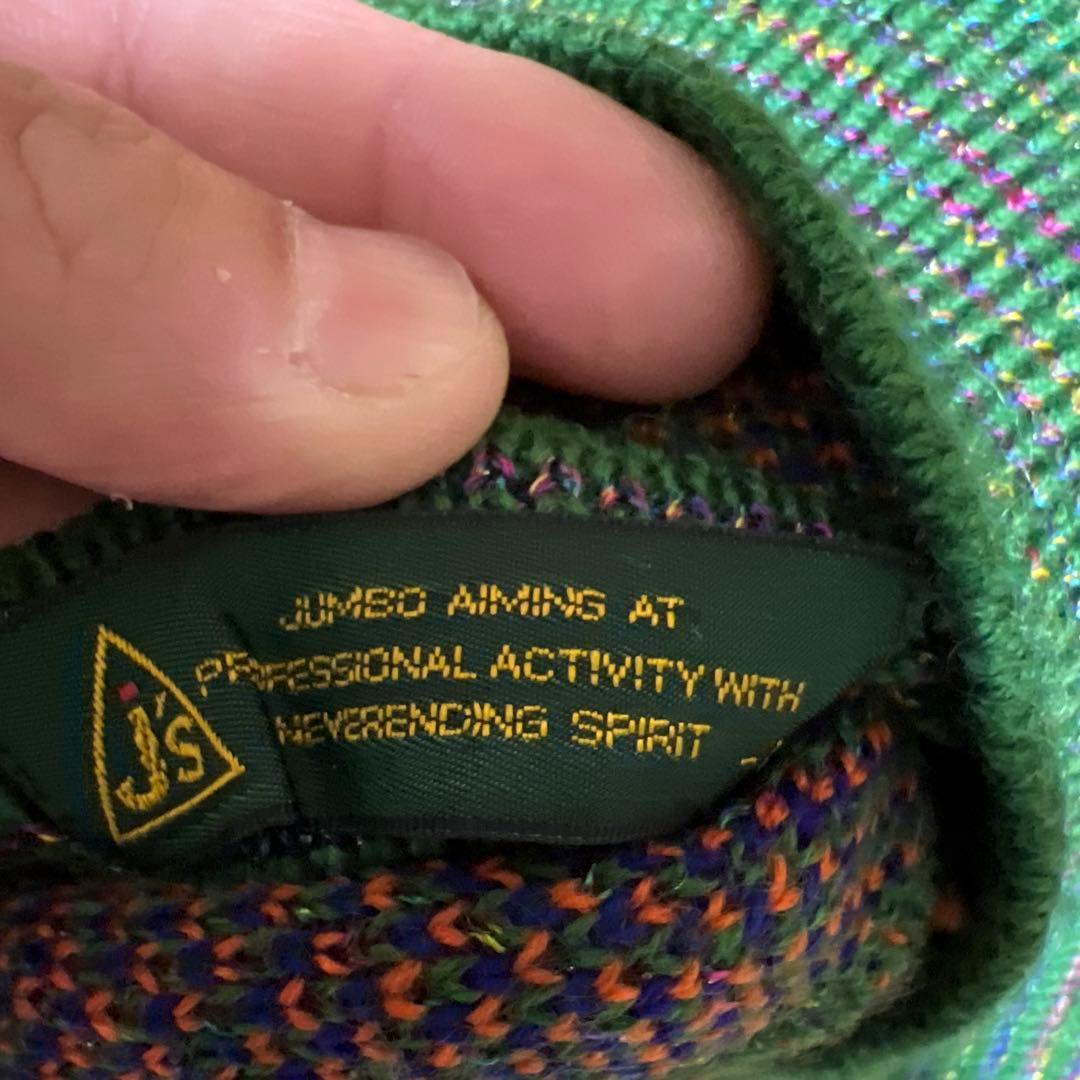 JUMBO AIMING AT
PROFESSIONAL ACTIVITY WITH
NEVERENDING SPIRIT
J's